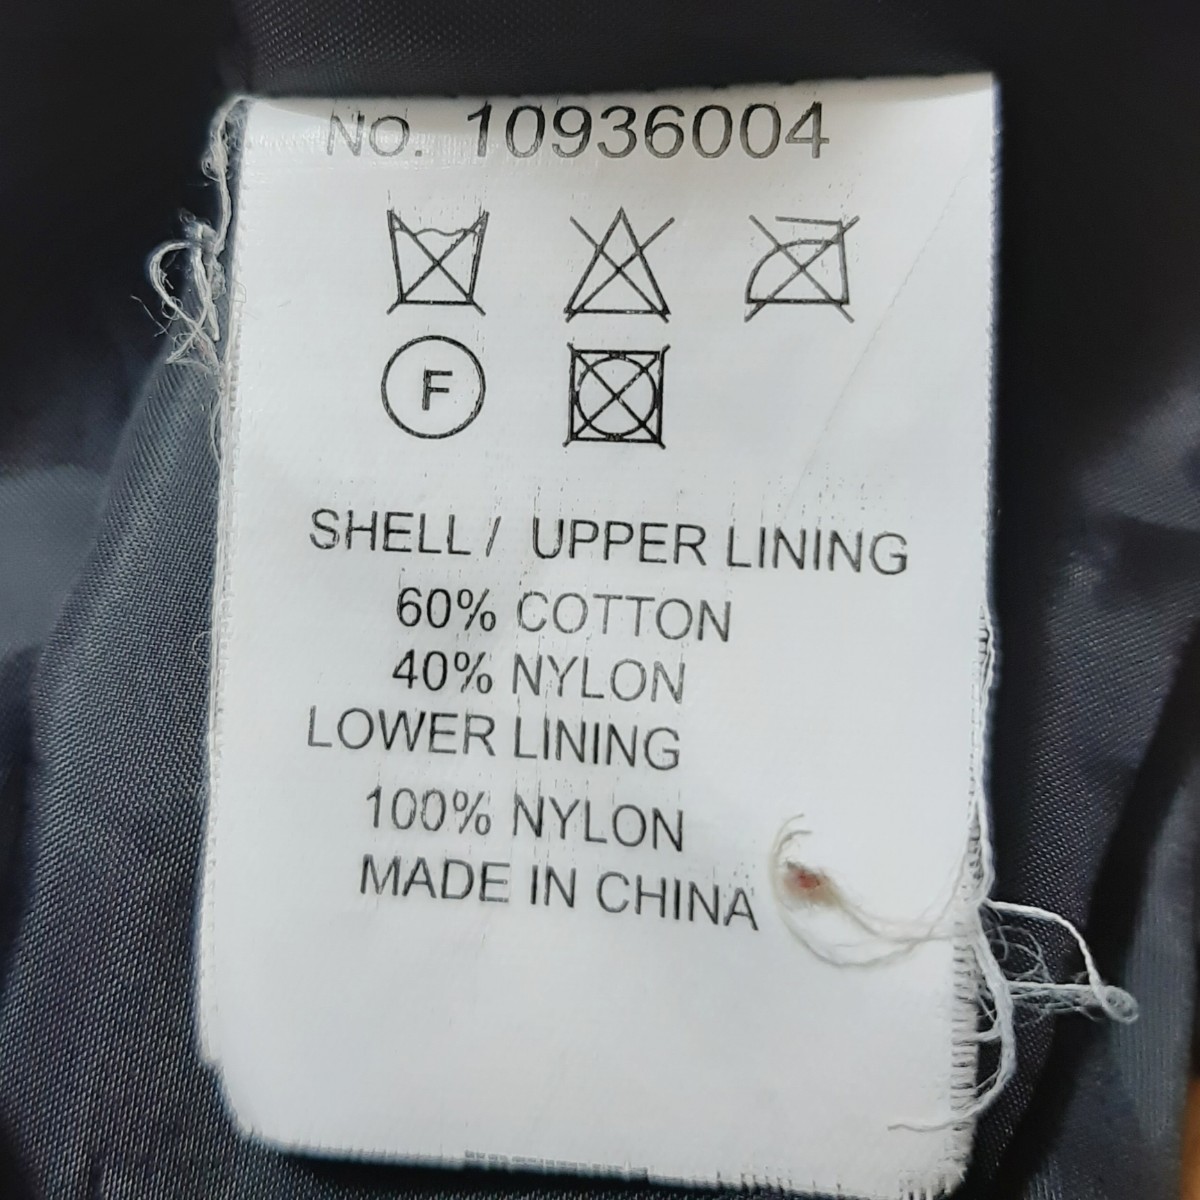 NO. 10936004
F
SHELL / UPPER LINING
60% COTTON
40% NYLON
LOWER LINING
100% NYLON
MADE IN CHINA